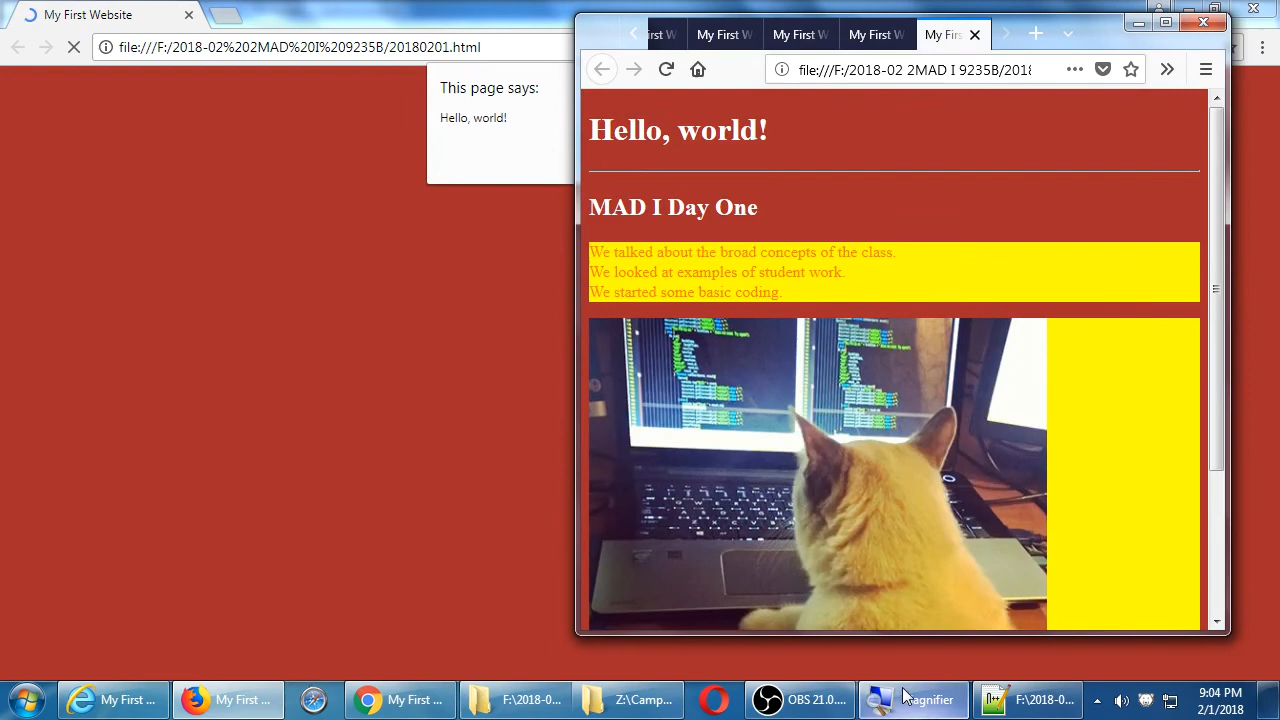 My First Website
file:///F:/2018-02%202MAD%20I%209235B/20180201.html
This page says:
Hello, world!
irst W
My First W
My First W
My First W
My Firs
file:///F:/2018-02 2MAD I 9235B/2018
Hello, world!
MAD I Day One
We talked about the broad concepts of the class.
We looked at examples of student work.
We started some basic coding.
My First ...
My First ...
My First ...
F:\2018-0...
Z:\Camp...
OBS 21.0....
Magnifier
F:\2018-0...
9:04 PM
2/1/2018